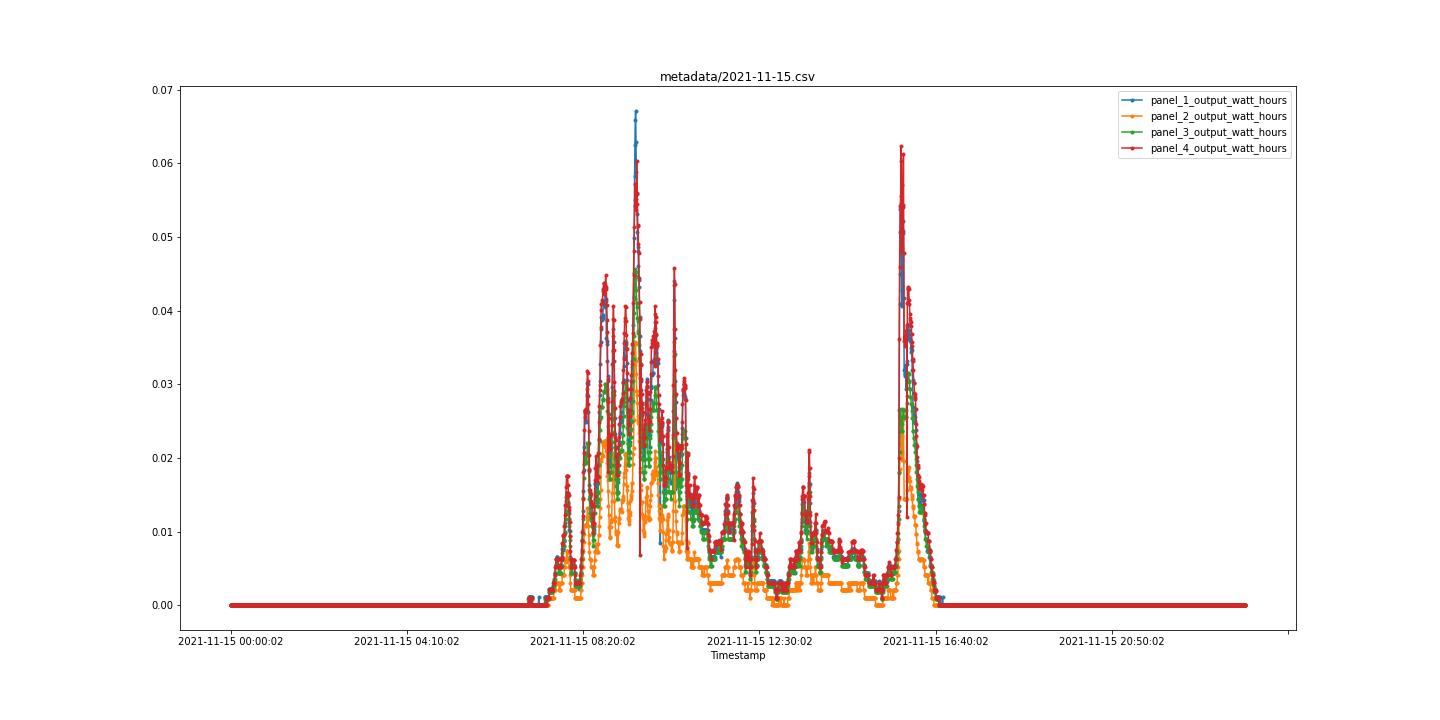 metadata/2021-11-15.csv
panel_1_output_watt_hours
panel_2_output_watt_hours
panel_3_output_watt_hours
panel_4_output_watt_hours
0.07
0.06
0.05
0.04
0.03
0.02
0.01
0.00
2021-11-15 00:00:02 2021-11-15 04:10:02 2021-11-15 08:20:02 2021-11-15 12:30:02 2021-11-15 16:40:02 2021-11-15 20:50:02
Timestamp